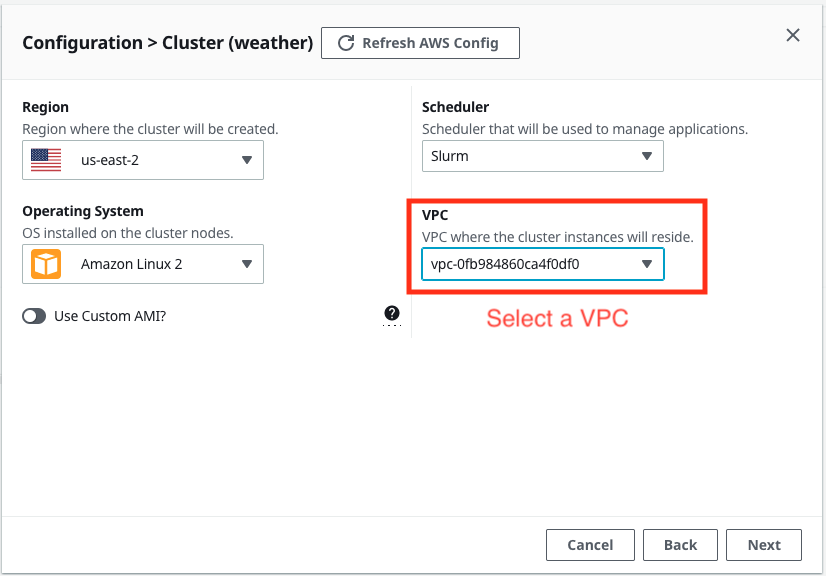 Configuration > Cluster (weather)
Refresh AWS Config
Region
Region where the cluster will be created.
us-east-2
Operating System
OS installed on the cluster nodes.
Amazon Linux 2
Use Custom AMI?
?
Scheduler
Scheduler that will be used to manage applications.
Slurm
VPC
VPC where the cluster instances will reside.
vpc-0fb984860ca4f0df0
Select a VPC
Cancel
Back
Next